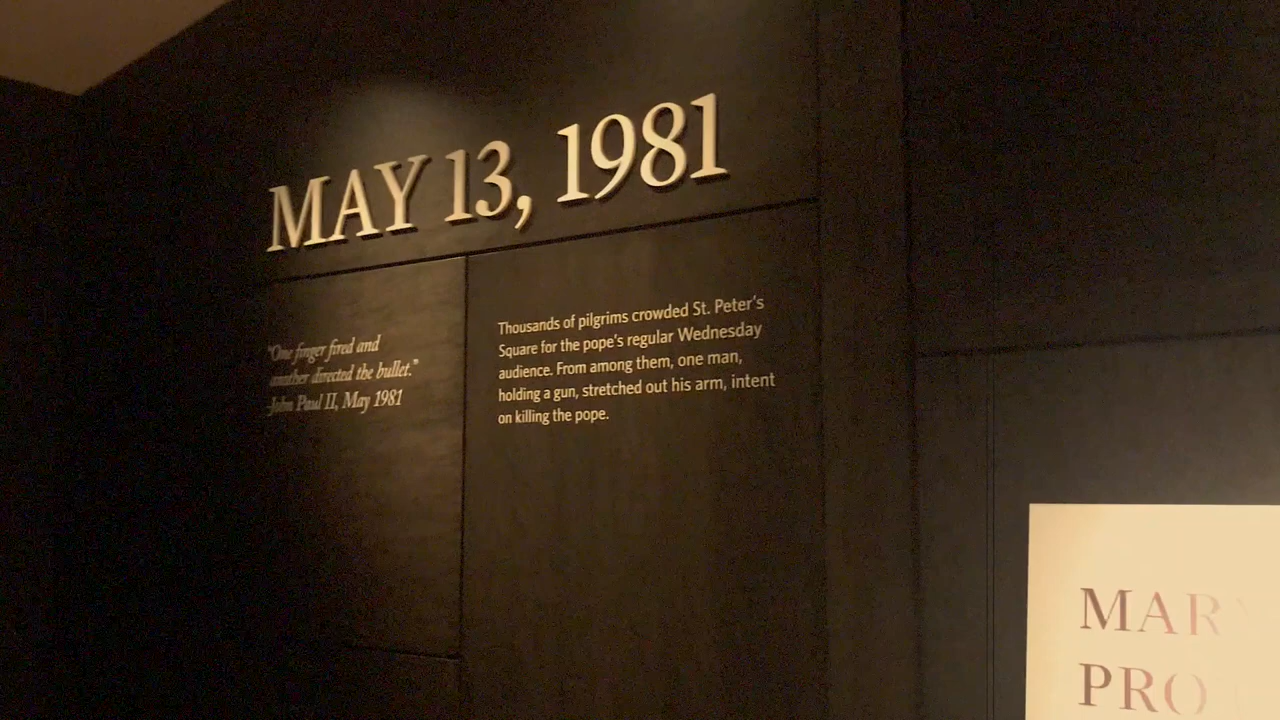 MAY 13, 1981
"One finger fired and
another directed the bullet."
-John Paul II, May 1981
Thousands of pilgrims crowded St. Peter's
Square for the pope's regular Wednesday
audience. From among them, one man,
holding a gun, stretched out his arm, intent
on killing the pope.
MARY